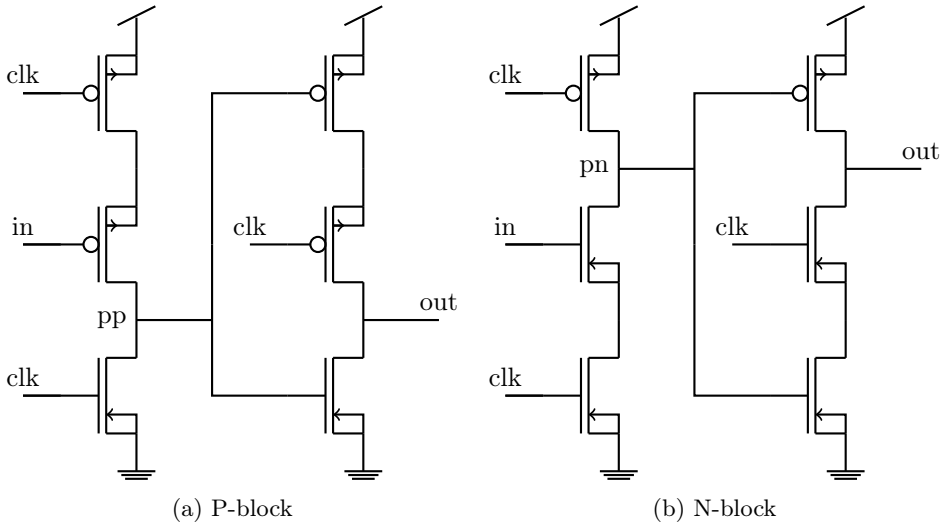 clk
in
clk
pp
out
clk
(a) P-block
clk
pn
in
clk
out
clk
(b) N-block